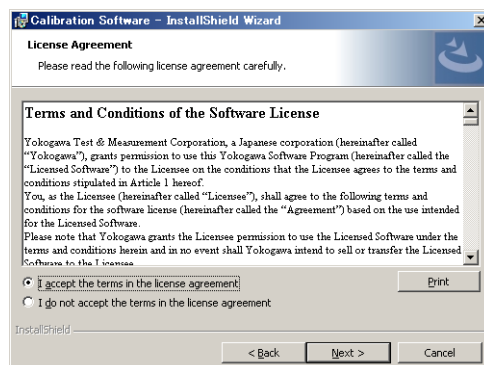 Calibration Software - InstallShield Wizard
License Agreement
Please read the following license agreement carefully.
Terms and Conditions of the Software License
Yokogawa Test & Measurement Corporation, a Japanese corporation (hereinafter called
“Yokogawa”), grants permission to use this Yokogawa Software Program (hereinafter called the
“Licensed Software”) to the Licensee on the conditions that the Licensee agrees to the terms and
conditions stipulated in Article 1 hereof.
You, as the Licensee (hereinafter called “Licensee”), shall agree to the following terms and
conditions for the software license (hereinafter called the “Agreement”) based on the use intended
for the Licensed Software.
Please note that Yokogawa grants the Licensee permission to use the Licensed Software under the
terms and conditions herein and in no event shall Yokogawa intend to sell or transfer the Licensed
Software to the Licensee.
I accept the terms in the license agreement
Print
I do not accept the terms in the license agreement
InstallShield
< Back Next > Cancel